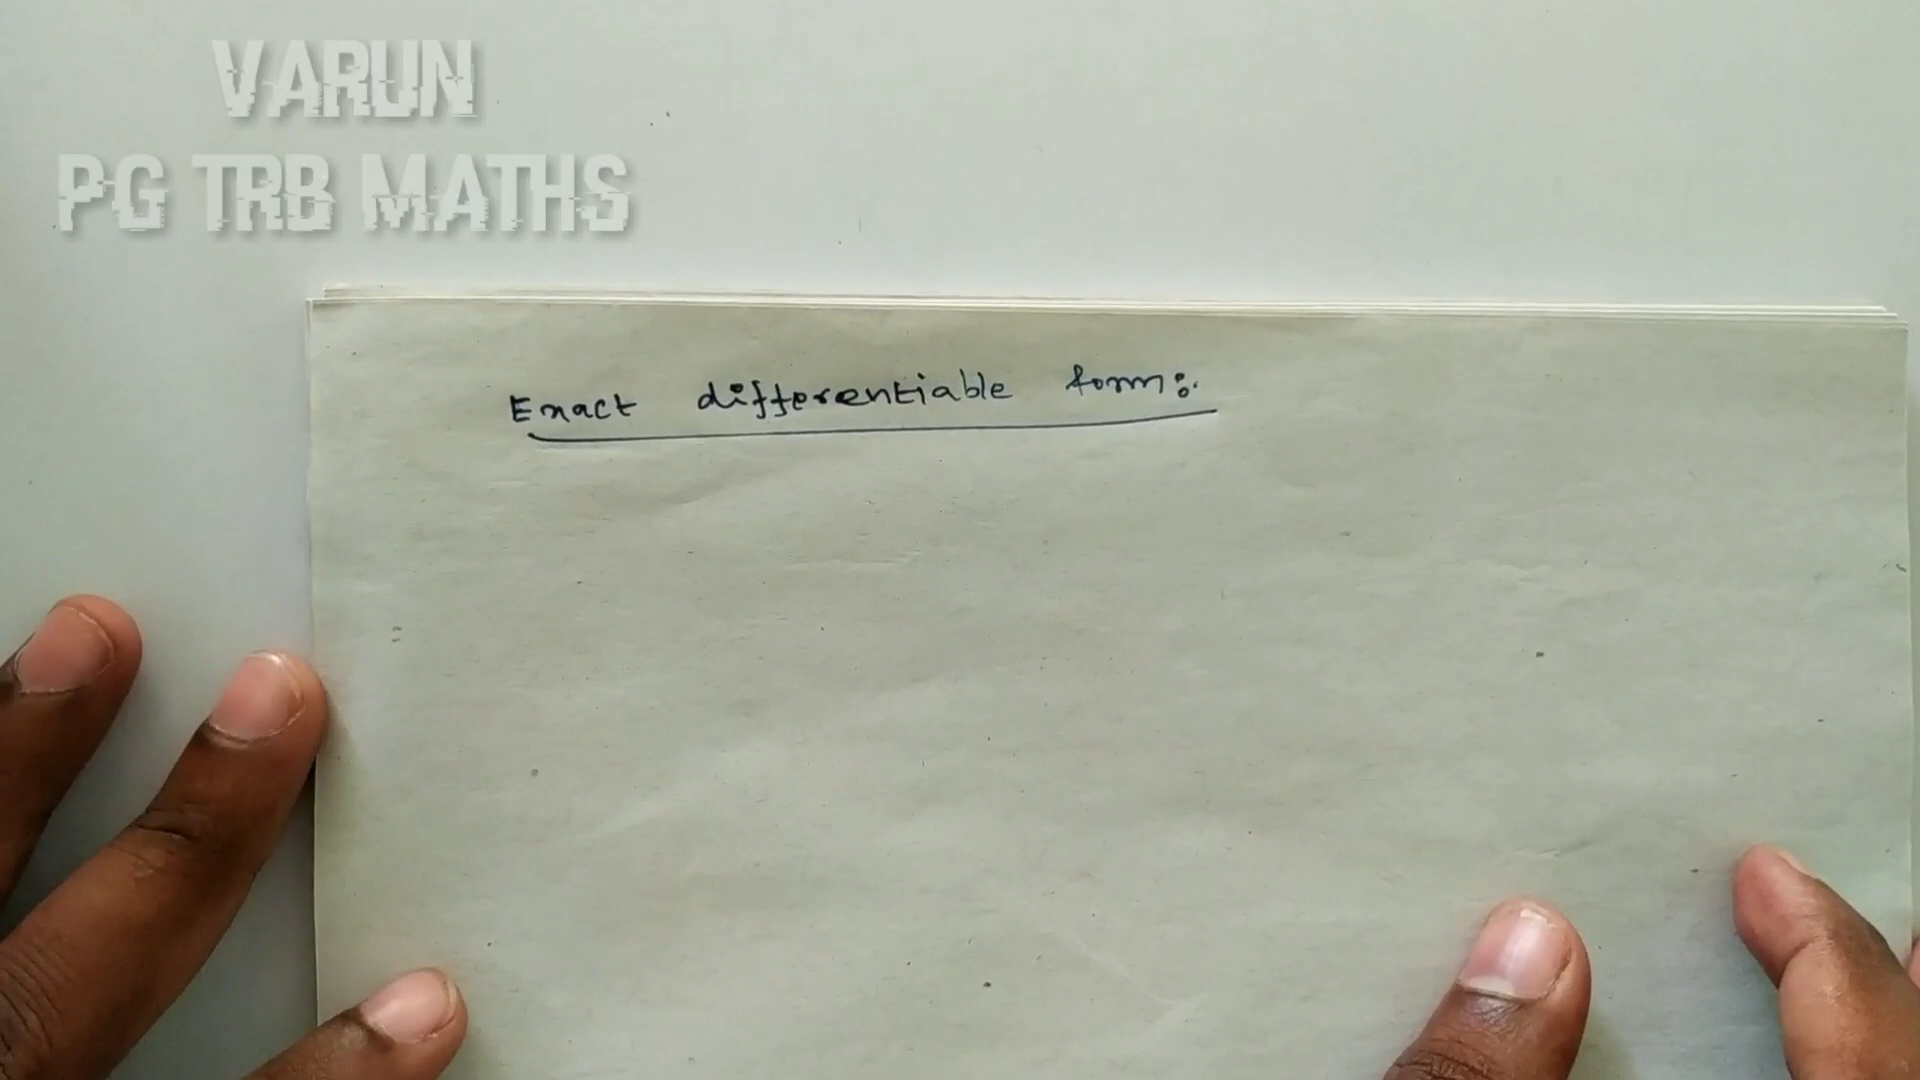 VARUN
PG TRB MATHS
Exact differentiable form: